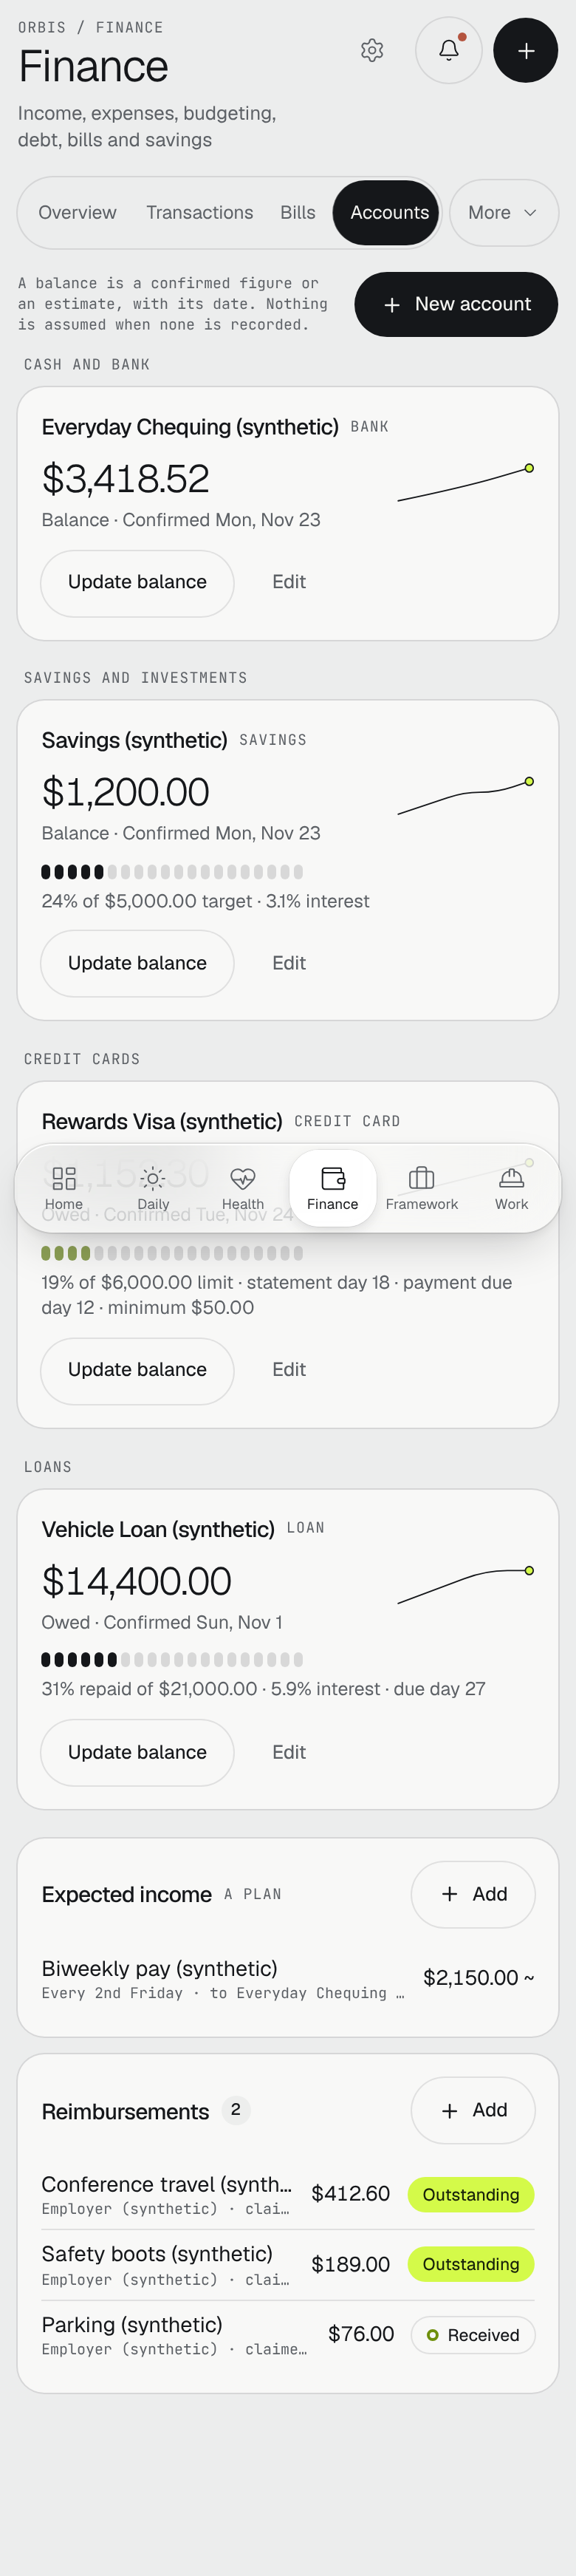 ORBIS / FINANCE
Finance
Income, expenses, budgeting,
debt, bills and savings
Overview Transactions Bills Accounts More
A balance is a confirmed figure or
an estimate, with its date. Nothing
is assumed when none is recorded.
+ New account
CASH AND BANK
Everyday Chequing (synthetic) BANK
$3,418.52
Balance · Confirmed Mon, Nov 23
Update balance Edit
SAVINGS AND INVESTMENTS
Savings (synthetic) SAVINGS
$1,200.00
Balance · Confirmed Mon, Nov 23
24% of $5,000.00 target · 3.1% interest
Update balance Edit
CREDIT CARDS
Rewards Visa (synthetic) CREDIT CARD
Home Daily Health Finance Framework Work
Owed · Confirmed Tue, Nov 24
19% of $6,000.00 limit · statement day 18 · payment due
day 12 · minimum $50.00
Update balance Edit
LOANS
Vehicle Loan (synthetic) LOAN
$14,400.00
Owed · Confirmed Sun, Nov 1
31% repaid of $21,000.00 · 5.9% interest · due day 27
Update balance Edit
Expected income A PLAN + Add
Biweekly pay (synthetic) $2,150.00 ~
Every 2nd Friday · to Everyday Chequing …
Reimbursements 2 + Add
Conference travel (synth… $412.60 Outstanding
Employer (synthetic) · clai…
Safety boots (synthetic) $189.00 Outstanding
Employer (synthetic) · clai…
Parking (synthetic) $76.00 Received
Employer (synthetic) · claime…